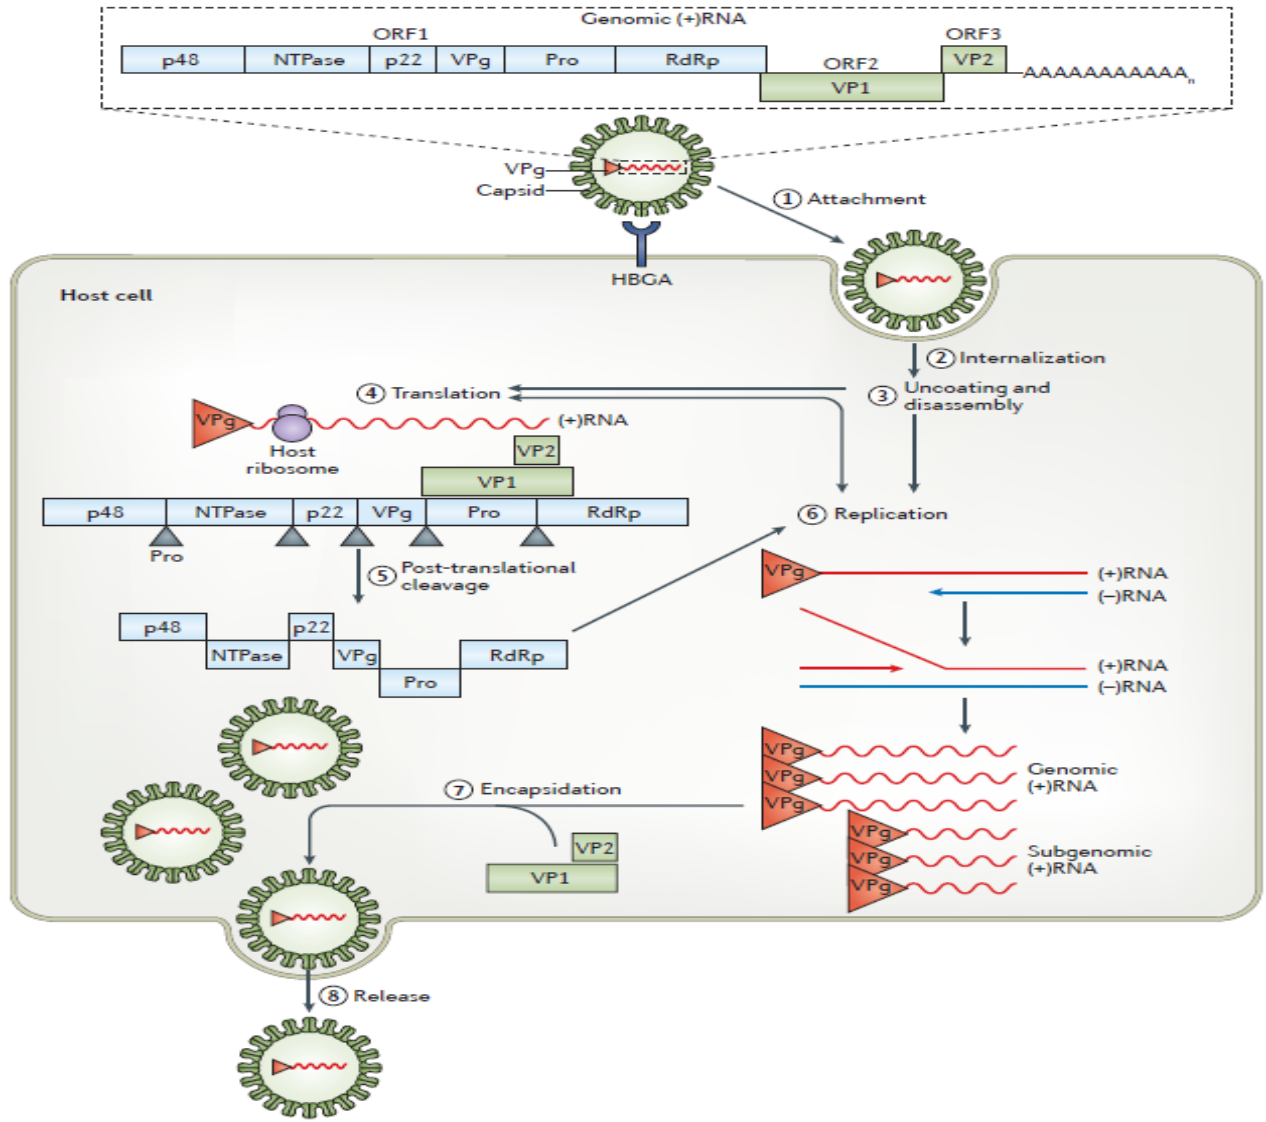 Genomic (+)RNA
ORF1
ORF3
p48 NTPase p22 VPg Pro RdRp
ORF2
VP2
AAAAAAAAAAAn
VP1
VPg
Capsid
① Attachment
HBGA
Host cell
② Internalization
③ Uncoating and
disassembly
④ Translation
VPg
(+)RNA
Host
ribosome
VP2
VP1
p48 NTPase p22 VPg Pro RdRp
Pro
⑤ Post-translational
cleavage
p48
p22
NTPase
VPg
RdRp
Pro
⑥ Replication
VPg
(+)RNA
(−)RNA
(+)RNA
(−)RNA
VPg
VPg
VPg
Genomic
(+)RNA
VPg
VPg
VPg
Subgenomic
(+)RNA
⑦ Encapsidation
VP2
VP1
⑧ Release